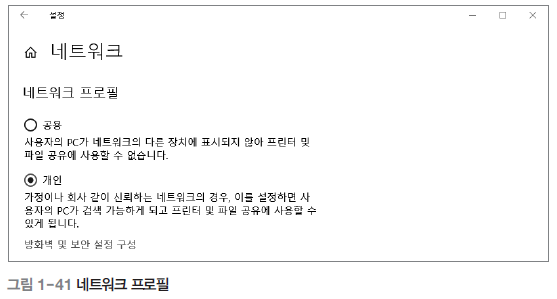 설정
네트워크
네트워크 프로필
공용
사용자의 PC가 네트워크의 다른 장치에 표시되지 않아 프린터 및
파일 공유에 사용할 수 없습니다.
개인
가정이나 회사 같이 신뢰하는 네트워크의 경우, 이를 설정하면 사
용자의 PC가 검색 가능하게 되고 프린터 및 파일 공유에 사용할 수
있게 됩니다.
방화벽 및 보안 설정 구성
그림 1-41 네트워크 프로필